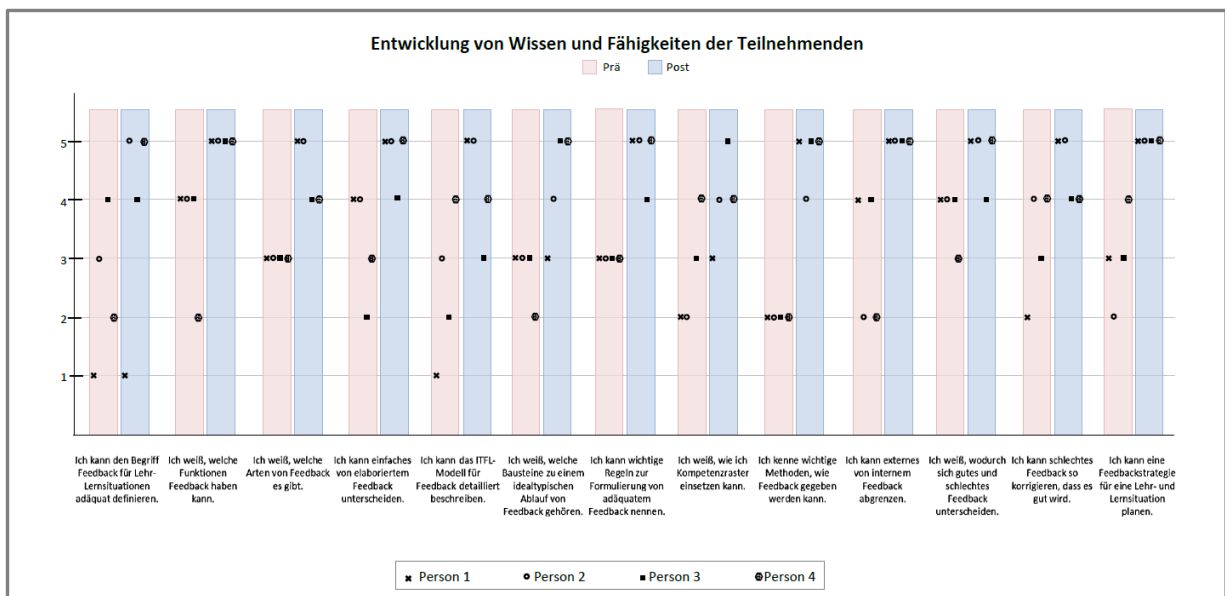 Entwicklung von Wissen und Fähigkeiten der Teilnehmenden
Prä Post
5
4
3
2
1
Ich kann den Begriff
Feedback für Lehr-
Lernsituationen
adäquat definieren.
Ich weiß, welche
Funktionen
Feedback haben
kann.
Ich weiß, welche
Arten von Feedback
es gibt.
Ich kann einfaches
von elaboriertem
Feedback
unterscheiden.
Ich kann das ITFL-
Modell für
Feedback detailliert
beschreiben.
Ich weiß, welche
Bausteine zu einem
idealtypischen
Ablauf von
Feedback gehören.
Ich kann wichtige
Regeln zur
Formulierung von
adäquatem
Feedback nennen.
Ich weiß, wie ich
Kompetenzraster
einsetzen kann.
Ich kenne wichtige
Methoden, wie
Feedback gegeben
werden kann.
Ich kann externes
von internem
Feedback
abgrenzen.
Ich weiß, wodurch
sich gutes und
schlechtes
Feedback
unterscheiden.
Ich kann schlechtes
Feedback so
korrigieren, dass es
gut wird.
Ich kann eine
Feedbackstrategie
für eine Lehr- und
Lernsituation
planen.
Person 1 Person 2 Person 3 Person 4